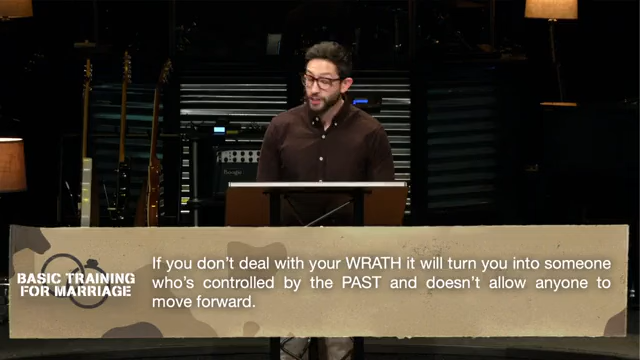 BASIC TRAINING
FOR MARRIAGE
If you don't deal with your WRATH it will turn you into someone
who's controlled by the PAST and doesn't allow anyone to
move forward.